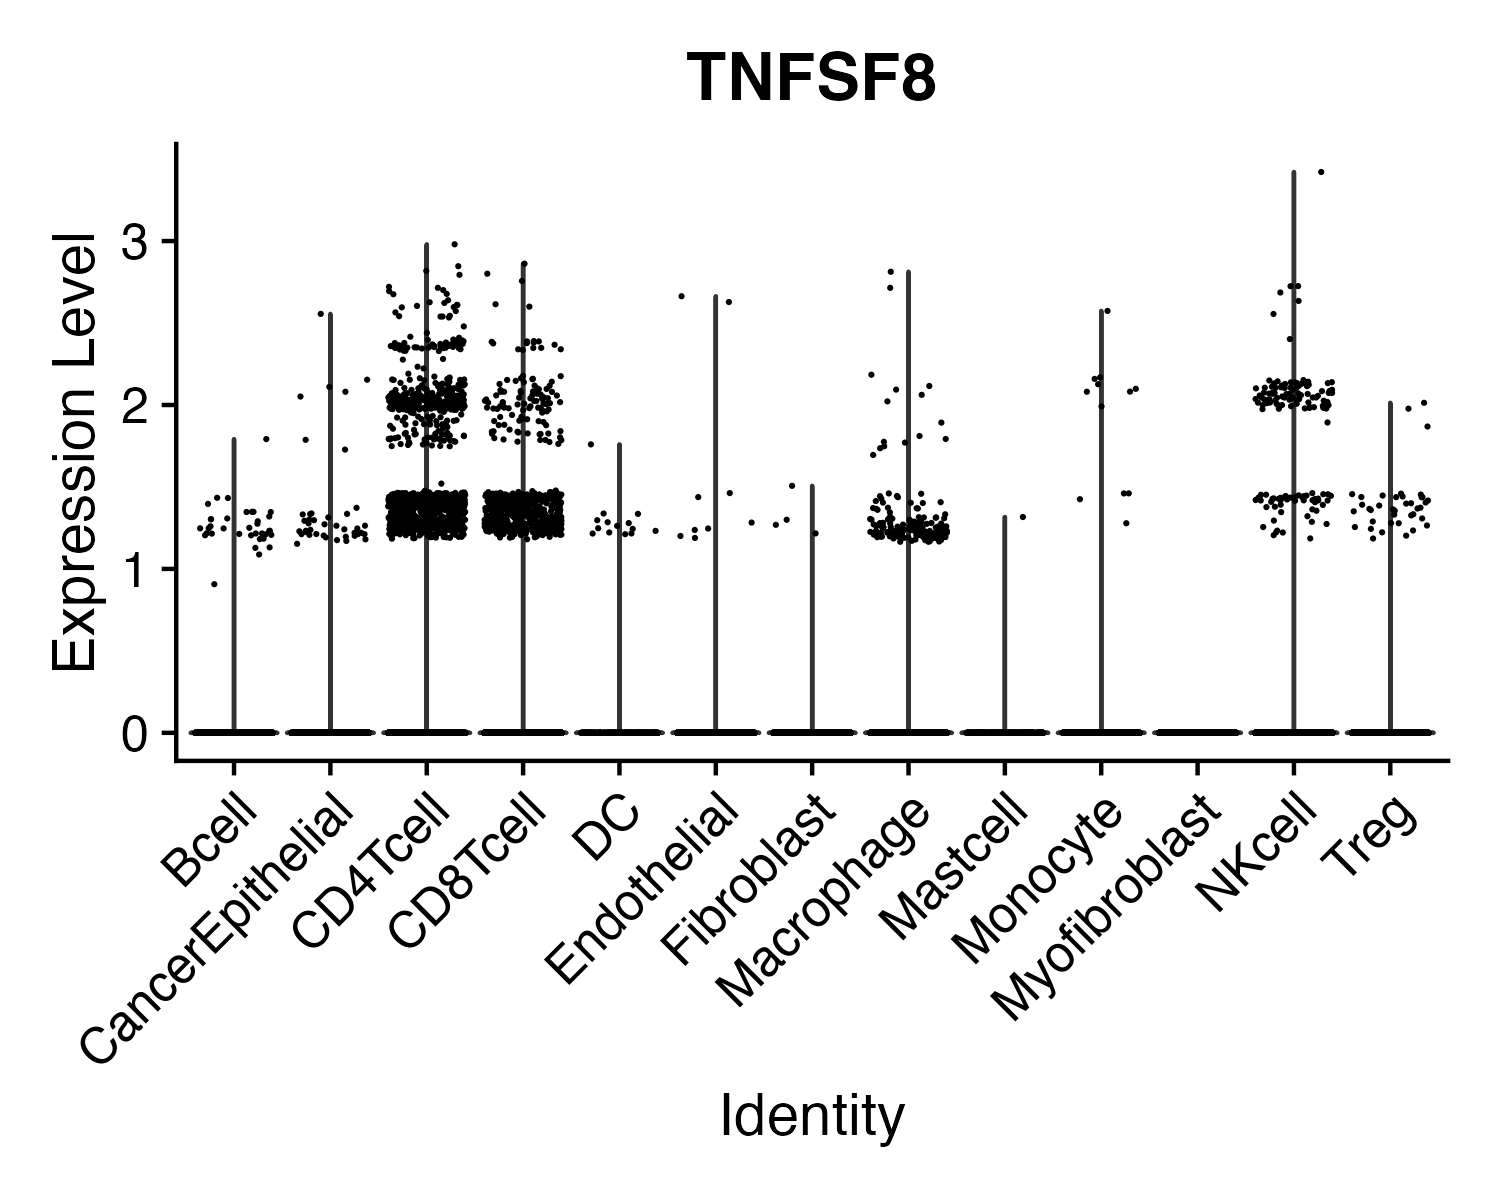 TNFSF8
Expression Level
3
2
1
0
Bcell
CancerEpithelial
CD4Tcell
CD8Tcell
DC
Endothelial
Fibroblast
Macrophage
Mastcell
Monocyte
Myofibroblast
NKcell
Treg
Identity